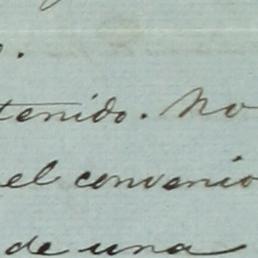 tenido. No
el convenio
de una